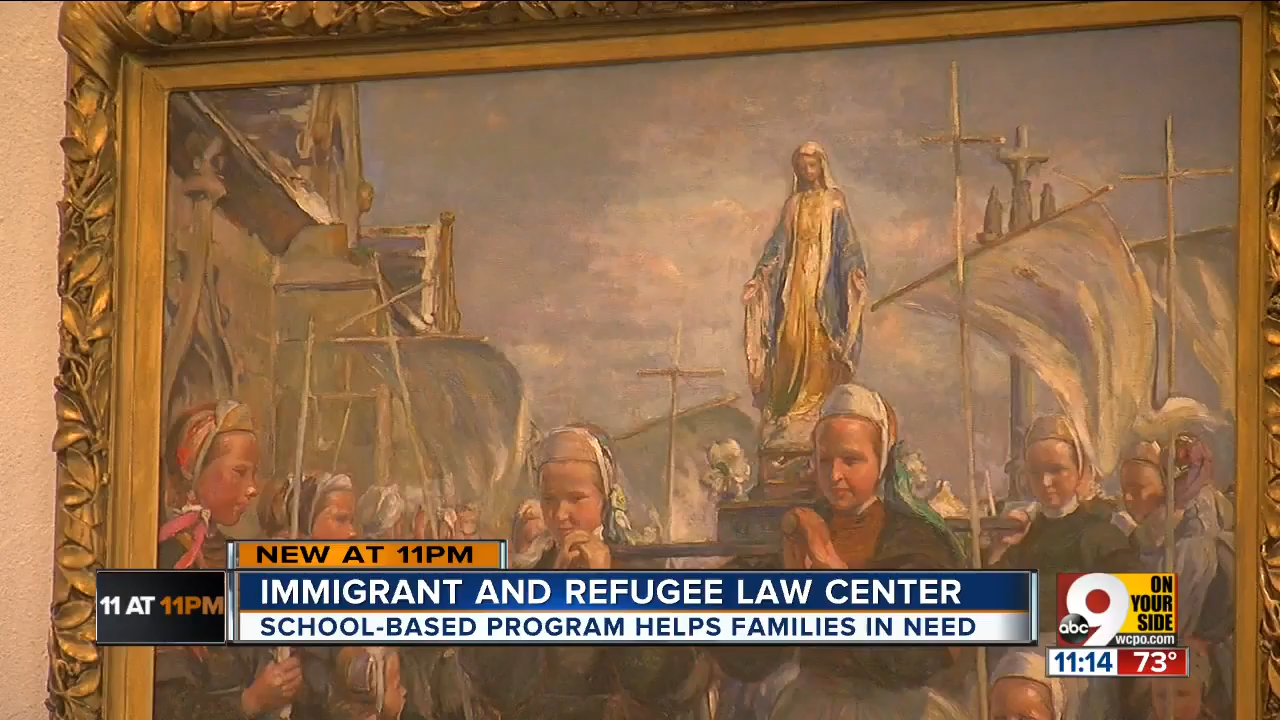 NEW AT 11PM
11 AT 11PM
IMMIGRANT AND REFUGEE LAW CENTER
SCHOOL-BASED PROGRAM HELPS FAMILIES IN NEED
abc 9
ON
YOUR
SIDE
wcpo.com
11:14 73°